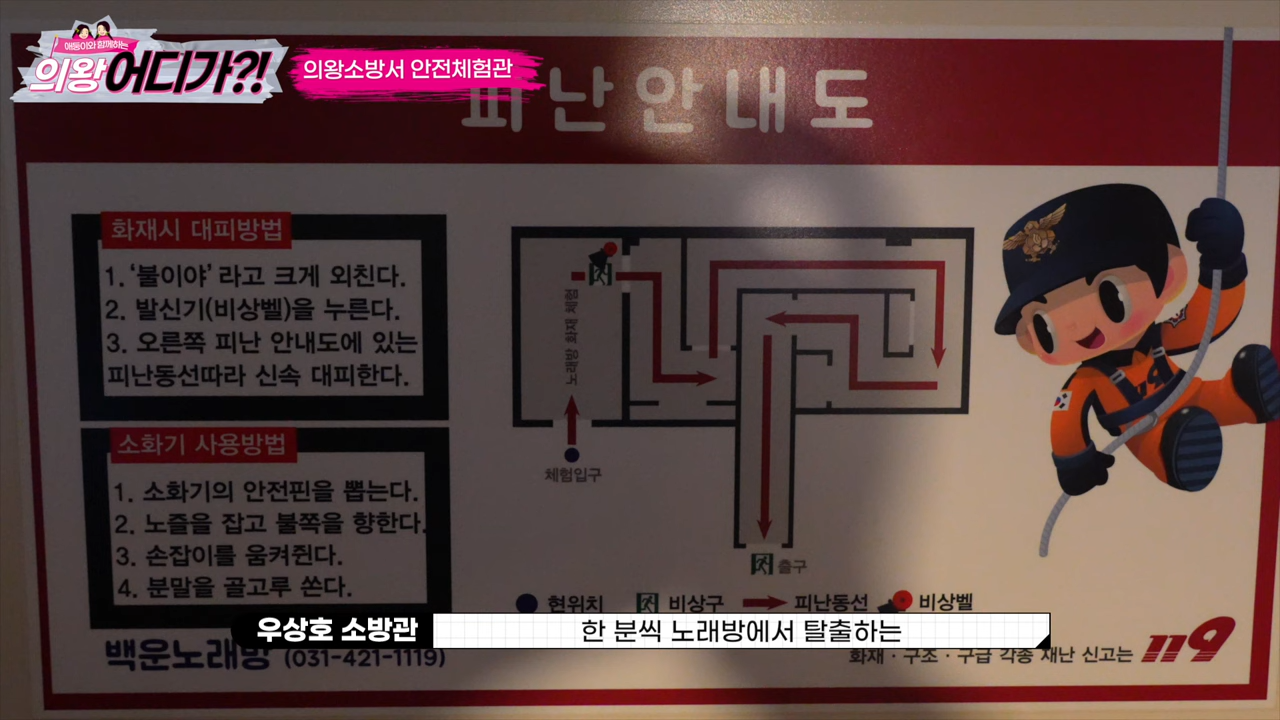 애둥이와 함께하는
의왕 어디가?!
의왕소방서 안전체험관
피난안내도
화재시 대피방법
1. '불이야' 라고 크게 외친다.
2. 발신기(비상벨)을 누른다.
3. 오른쪽 피난 안내도에 있는
피난동선따라 신속 대피한다.
소화기 사용방법
1. 소화기의 안전핀을 뽑는다.
2. 노즐을 잡고 불쪽을 향한다.
3. 손잡이를 움켜쥔다.
4. 분말을 골고루 쏜다.
노래방 화재 체험
체험입구
출구
현위치
비상구
피난동선
비상벨
백운노래방 (031-421-1119)
화재 · 구조 · 구급 각종 재난 신고는 119
우상호 소방관
한 분씩 노래방에서 탈출하는